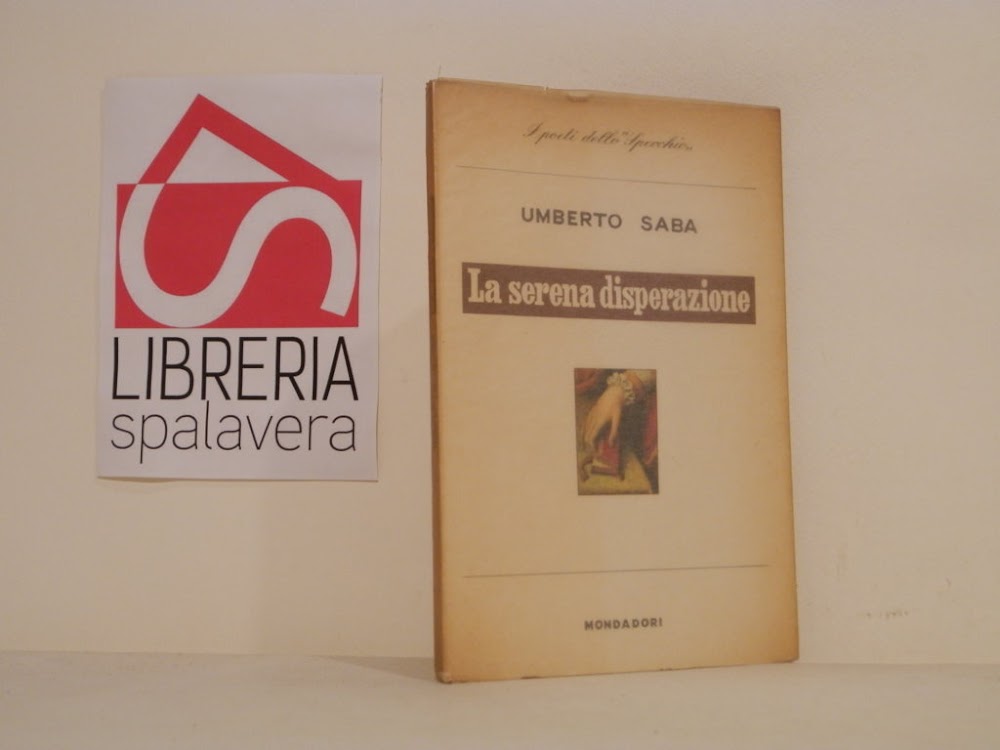 LIBRERIA
spalavera
I poeti dello "Specchio"
UMBERTO SABA
La serena disperazione
MONDADORI